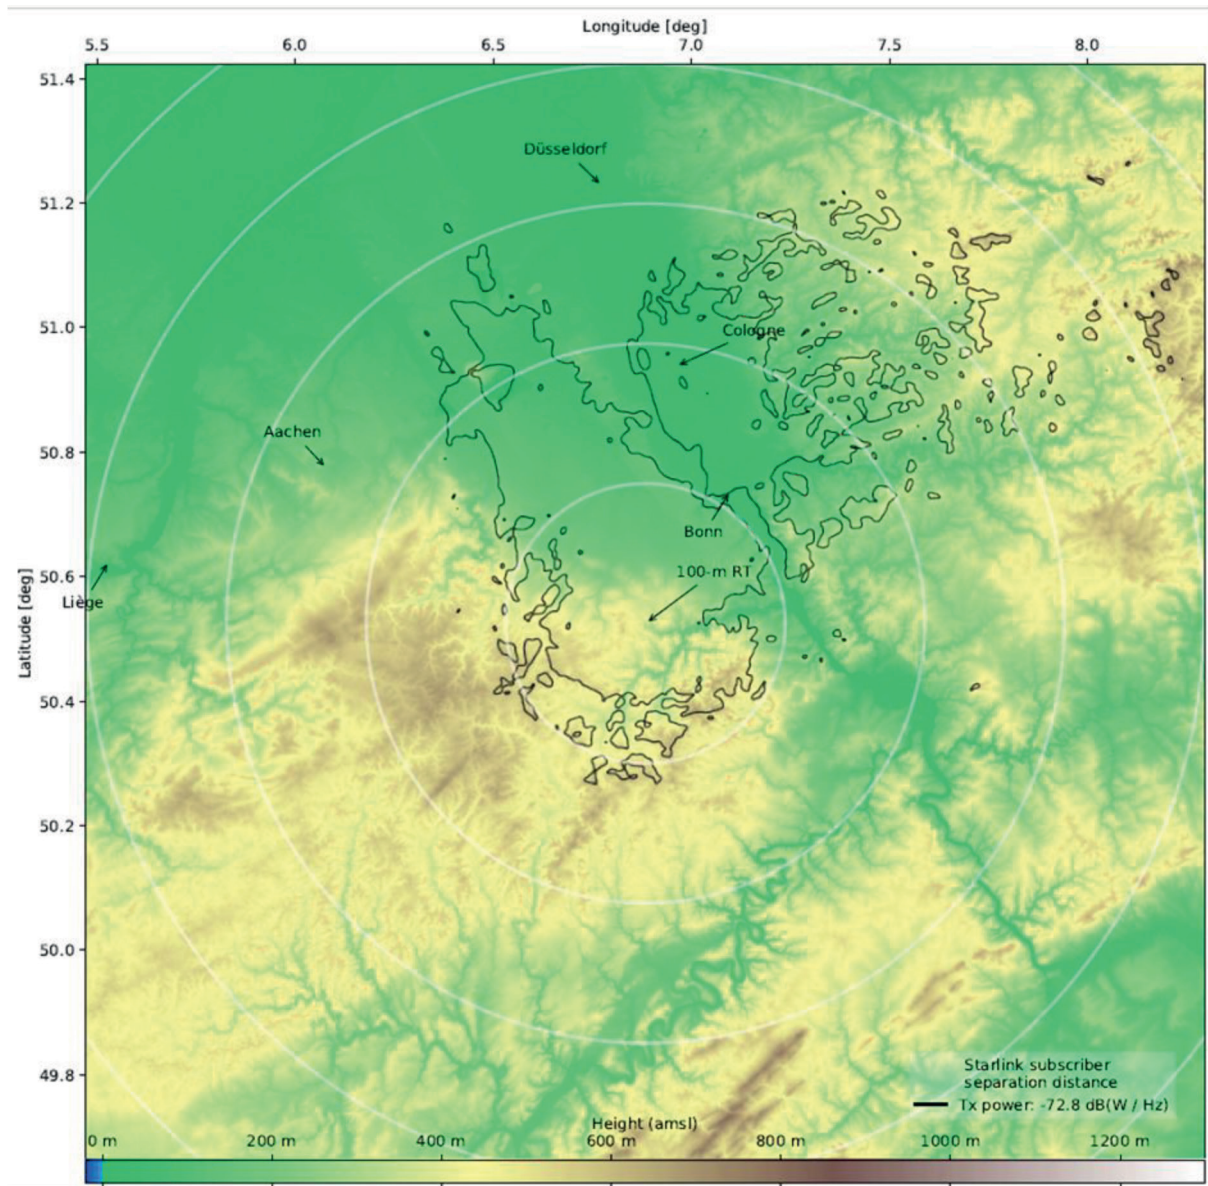 Longitude [deg]
5.5 6.0 6.5 7.0 7.5 8.0
51.4
Düsseldorf
51.2
51.0
Cologne
Aachen
50.8
Bonn
100-m RT
50.6
Liège
Latitude [deg]
50.4
50.2
50.0
49.8
Starlink subscriber
separation distance
Tx power: -72.8 dB(W / Hz)
Height (amsl)
0 m 200 m 400 m 600 m 800 m 1000 m 1200 m